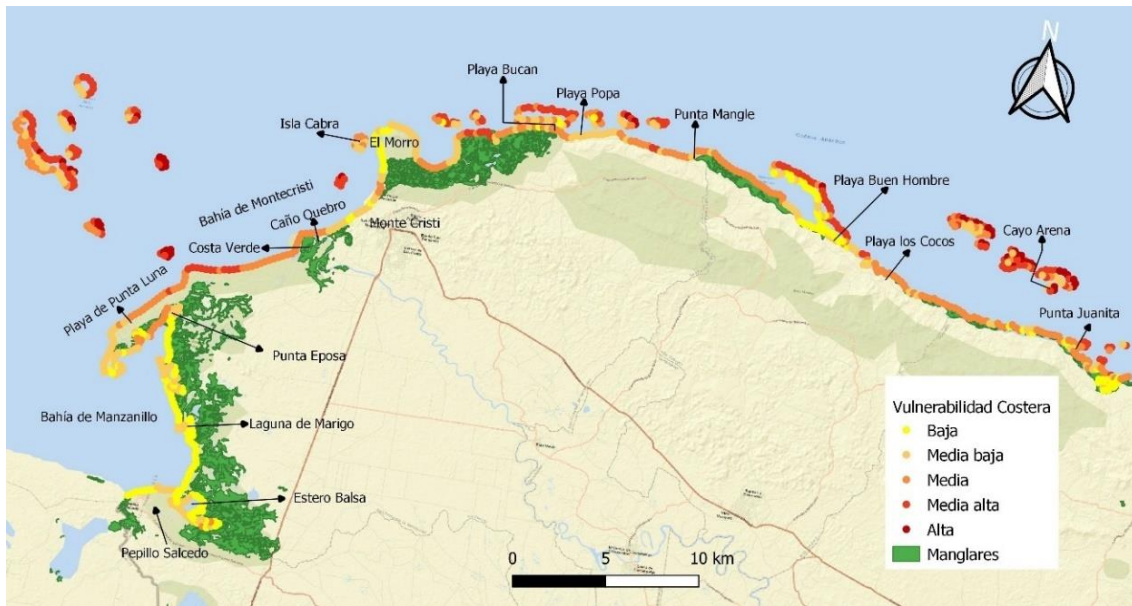 N
Playa Bucan
Playa Popa
Isla Cabra
El Morro
Punta Mangle
Bahía de Montecristi
Playa Buen Hombre
Caño Quebro
Monte Cristi
Costa Verde
Playa los Cocos
Cayo Arena
Playa de Punta Luna
Punta Juanita
Punta Eposa
Bahía de Manzanillo
Laguna de Marigo
Estero Balsa
Pepillo Salcedo
0 5 10 km
Vulnerabilidad Costera
Baja
Media baja
Media
Media alta
Alta
Manglares